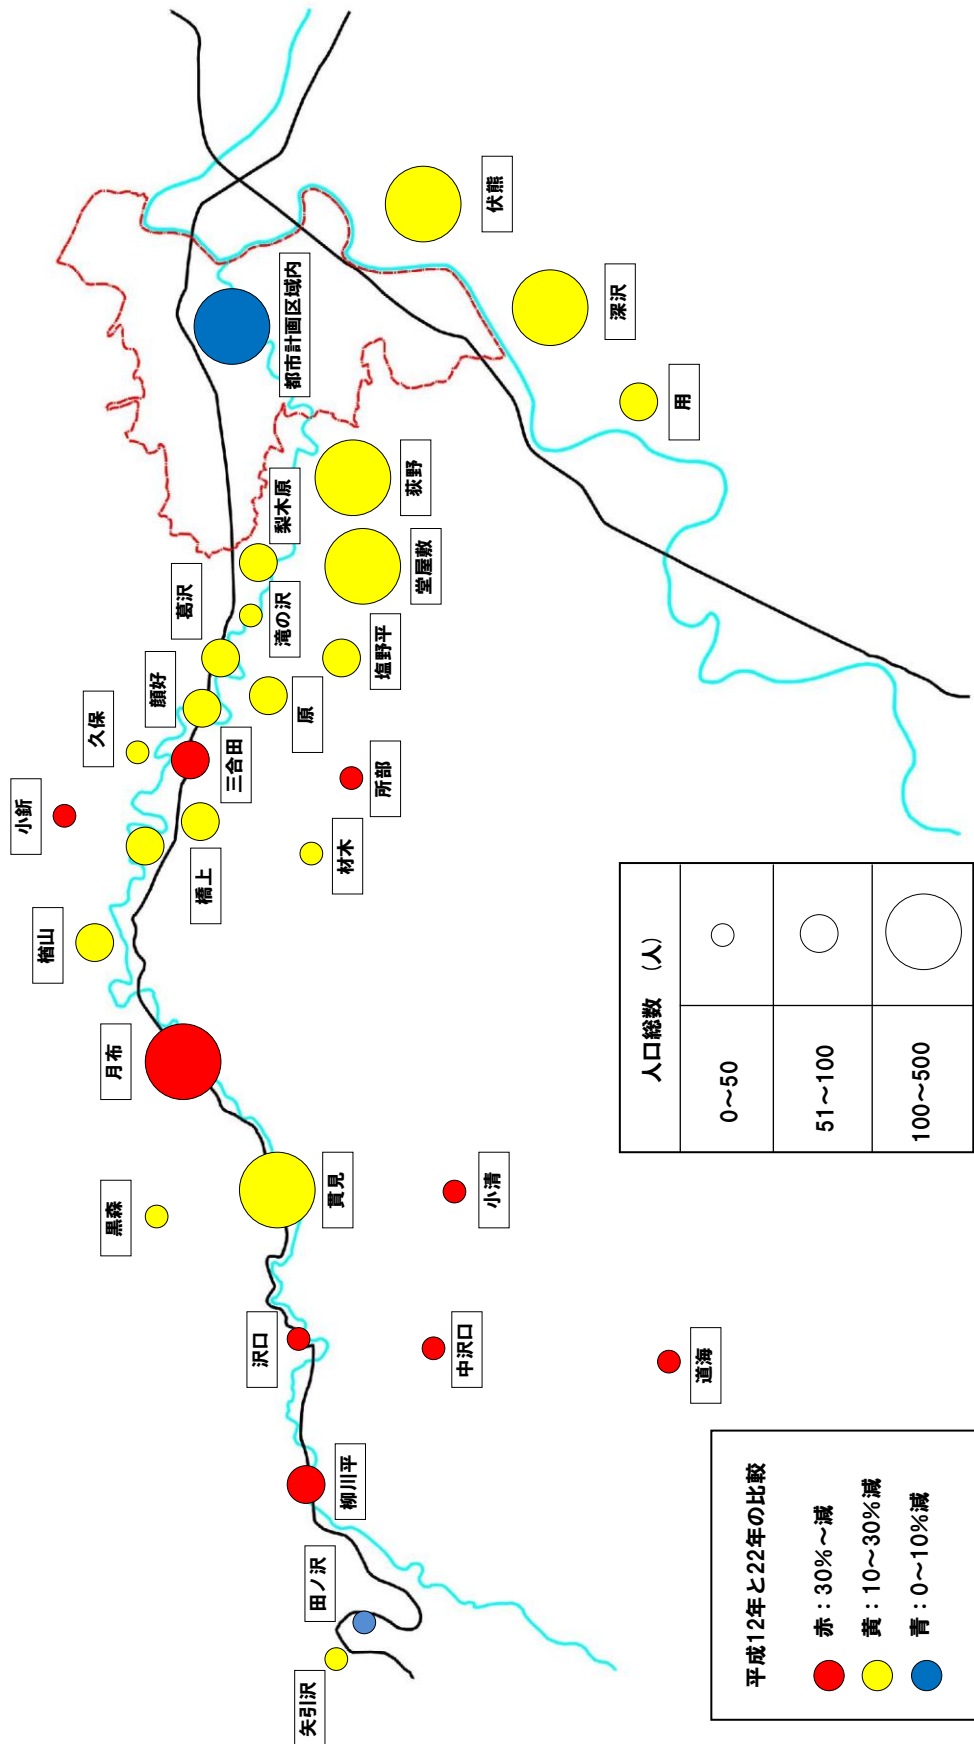 小釿
久保
顔好
葛沢
梨木原
都市計画区域内
伏熊
深沢
用
荻野
堂屋敷
滝の沢
塩野平
原
三合田
所部
橋上
材木
楢山
月布
黒森
貫見
小清
沢口
中沢口
道海
柳川平
田ノ沢
矢引沢
平成12年と22年の比較
赤：30%～減
黄：10～30%減
青：0～10%減
人口総数 （人）
0～50
51～100
100～500